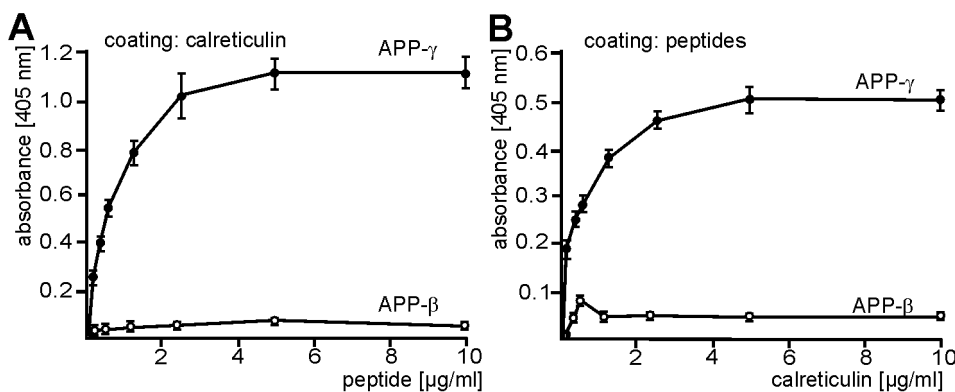 A
coating: calreticulin
APP-γ
absorbance [405 nm]
1.2
1.0
0.8
0.6
0.4
0.2
APP-β
2 4 6 8 10
peptide [µg/ml]
B
coating: peptides
APP-γ
absorbance [405 nm]
0.6
0.5
0.4
0.3
0.2
0.1
APP-β
0 2 4 6 8 10
calreticulin [µg/ml]